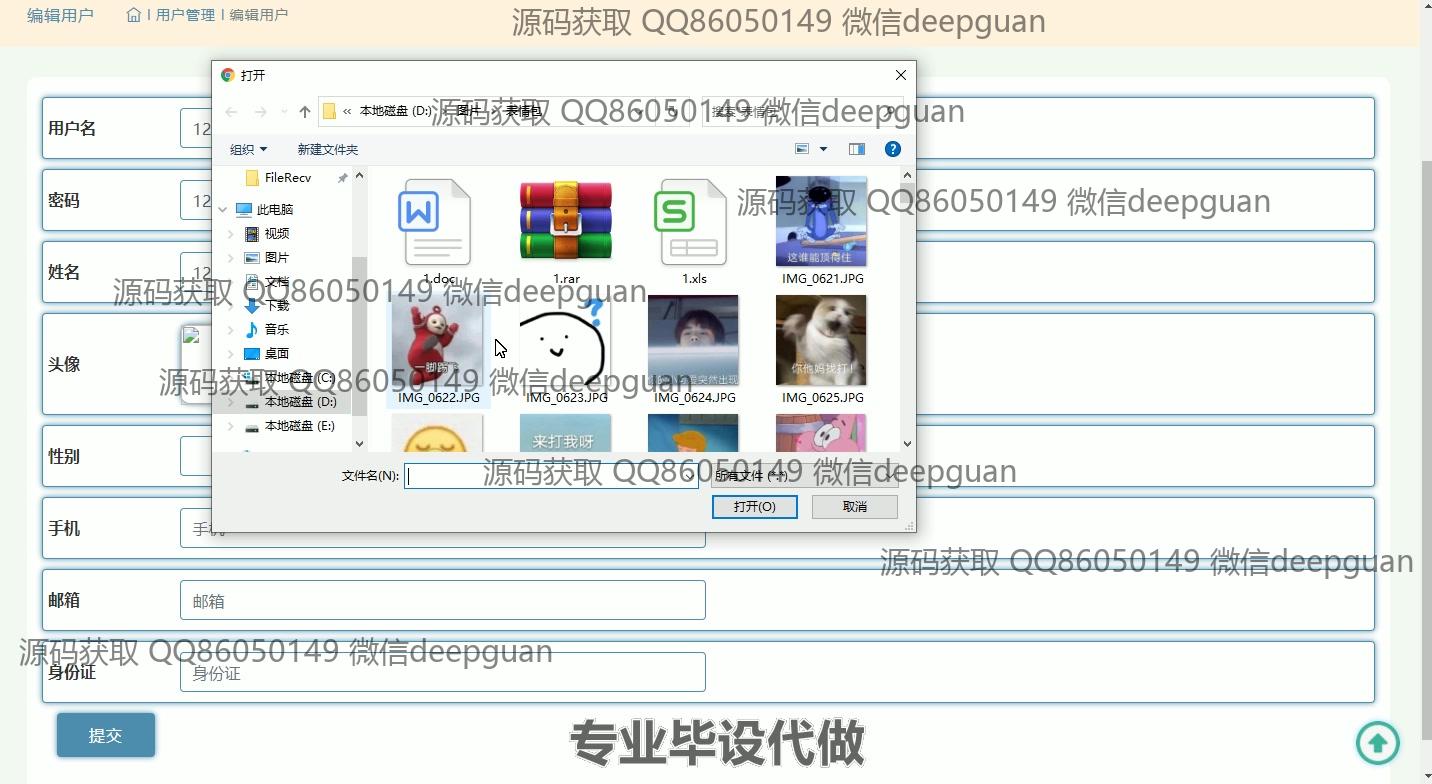 编辑用户 | 用户管理 | 编辑用户
源码获取 QQ86050149 微信deepguan
打开
« 本地磁盘 (D:) › 图片 › 表情包
源码获取 QQ86050149 微信deepguan
用户名 12
组织 新建文件夹
FileRecv
密码 12
此电脑
源码获取 QQ86050149 微信deepguan
视频
图片
这谁能顶得住
姓名 12
文档
1.doc 1.rar 1.xls IMG_0621.JPG
源码获取 QQ86050149 微信deepguan
下载
音乐
桌面
头像
一脚踢飞
你他妈找打!
本地磁盘 (C:)
源码获取 QQ86050149 微信deepguan
本地磁盘 (D:)
IMG_0622.JPG IMG_0623.JPG IMG_0624.JPG IMG_0625.JPG
本地磁盘 (E:)
来打我呀
性别
文件名(N): 所有文件 (*.*)
源码获取 QQ86050149 微信deepguan
打开(O) 取消
手机 手机
源码获取 QQ86050149 微信deepguan
邮箱 邮箱
源码获取 QQ86050149 微信deepguan
身份证 身份证
提交
专业毕设代做